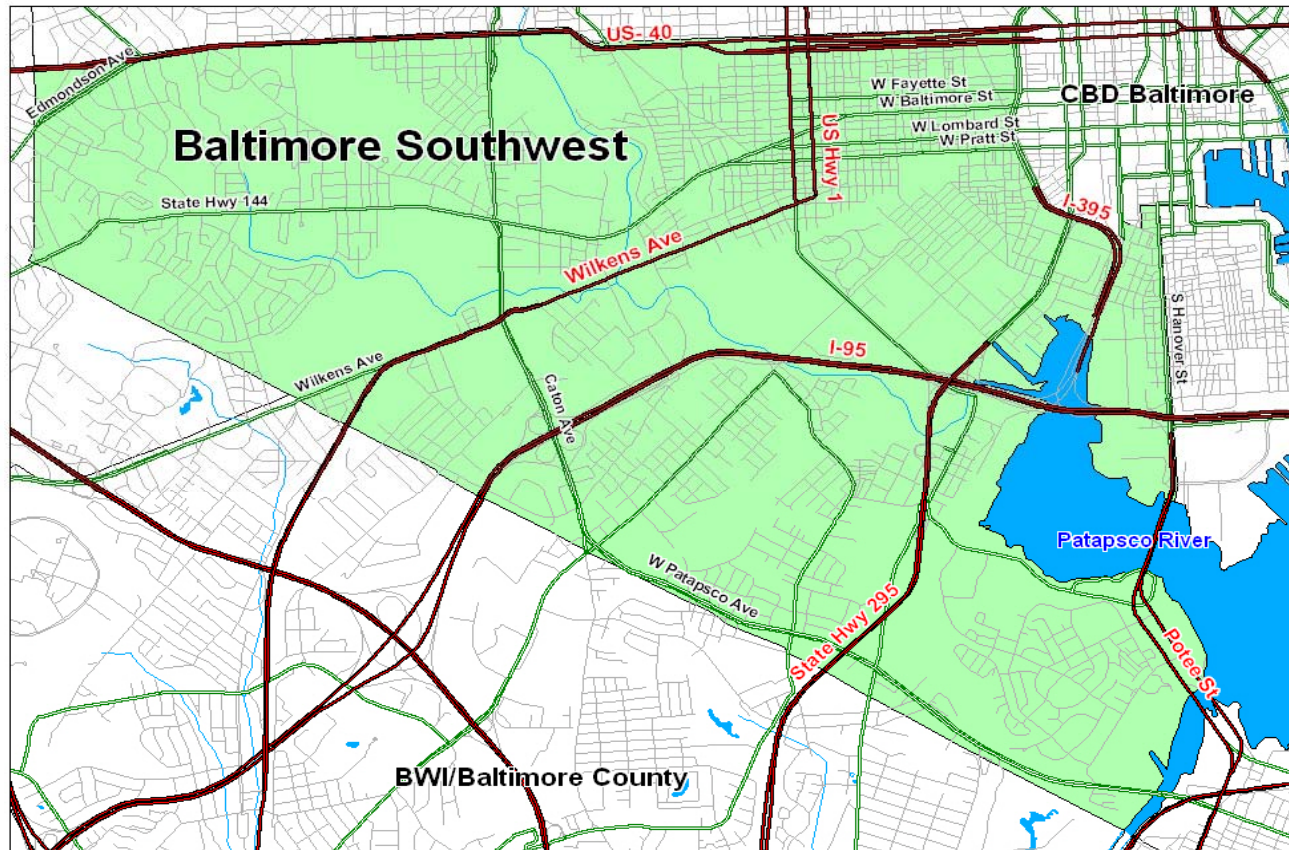 US- 40
Edmondson Ave
W Fayette St
CBD Baltimore
W Baltimore St
Baltimore Southwest
US Hwy 1
W Lombard St
W Pratt St
State Hwy 144
I-395
Wilkens Ave
S Hanover St
I-95
Wilkens Ave
Caton Ave
Patapsco River
W Patapsco Ave
State Hwy 295
Potee St
BWI/Baltimore County